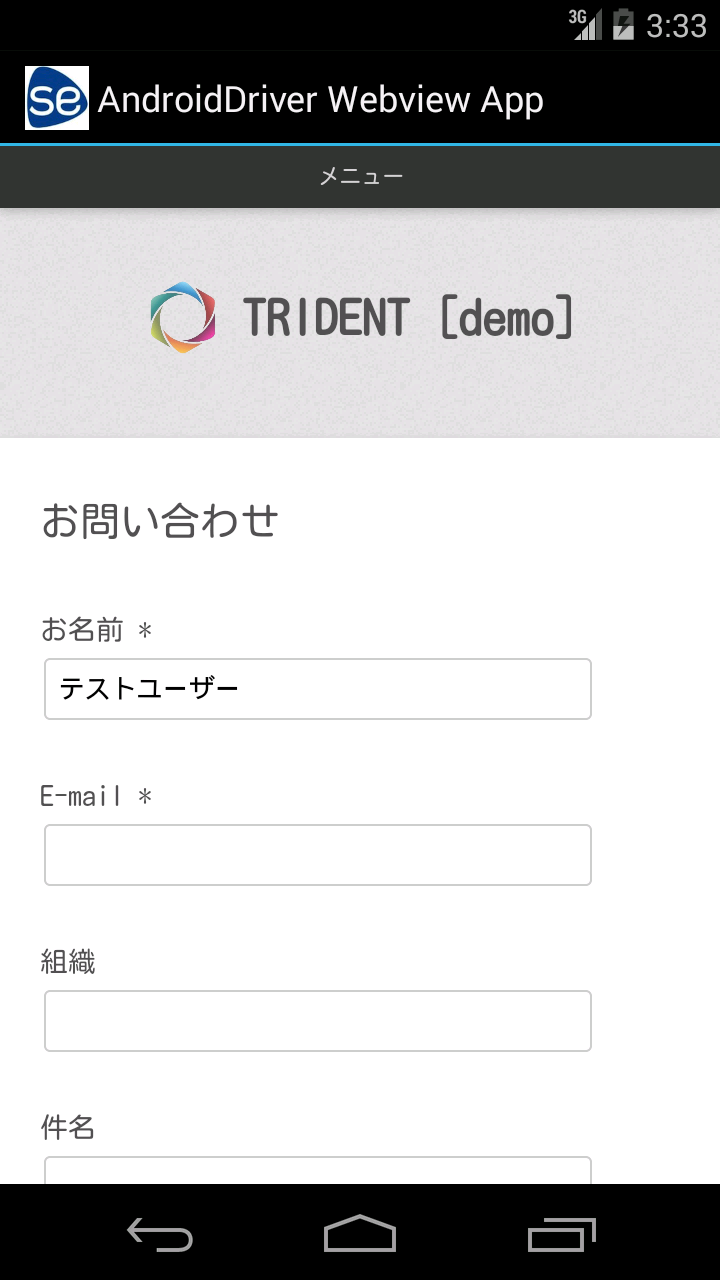 3G
3:33
se AndroidDriver Webview App
メニュー
TRIDENT [demo]
お問い合わせ
お名前 *
テストユーザー
E-mail *
組織
件名